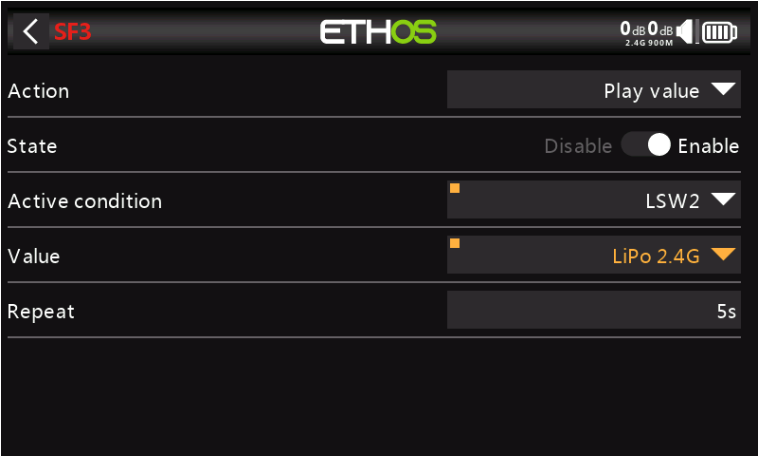 SF3 ETHOS 0dB 0dB
2.4G 900M
Action Play value
State Disable Enable
Active condition LSW2
Value LiPo 2.4G
Repeat 5s